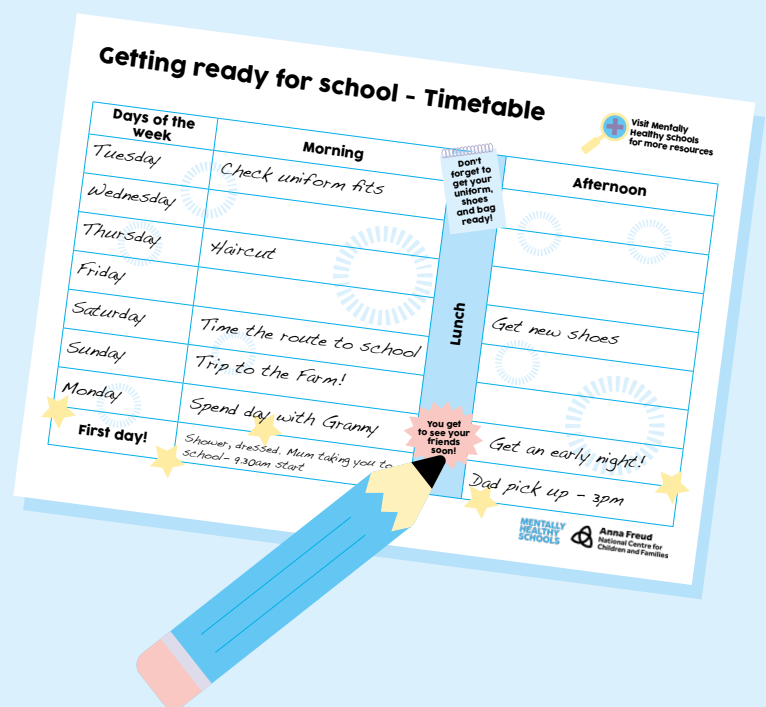 Getting ready for school - Timetable
Visit Mentally
Healthy Schools
for more resources
Days of the
week
Morning
Don't
forget to
get your
uniform,
shoes
and bag
ready!
Afternoon
Tuesday
Check uniform fits
Wednesday
Thursday
Haircut
Friday
Lunch
Saturday
Time the route to school
Get new shoes
Sunday
Trip to the Farm!
Monday
Spend day with Granny
You get
to see your
friends
soon!
Get an early night!
First day!
Shower, dressed. Mum taking you to
school- 9.30am start
Dad pick up - 3pm
MENTALLY
HEALTHY
SCHOOLS
Anna Freud
National Centre for
Children and Families